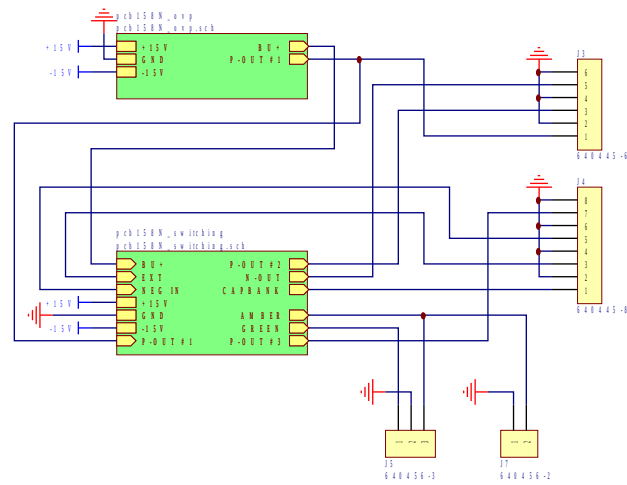 pcb158N_ovp
pcb158N_ovp.sch
+15V +15V BU+
GND P-OUT#1
-15V -15V
J3
6
5
4
3
2
1
640445-6
J4
8
7
6
5
4
3
2
1
640445-8
pcb158N_switching
pcb158N_switching.sch
BU+ P-OUT#2
EXT N-OUT
NEG IN CAPBANK
+15V +15V
GND AMBER
-15V -15V GREEN
P-OUT#1 P-OUT#3
J5 J7
640456-3 640456-2